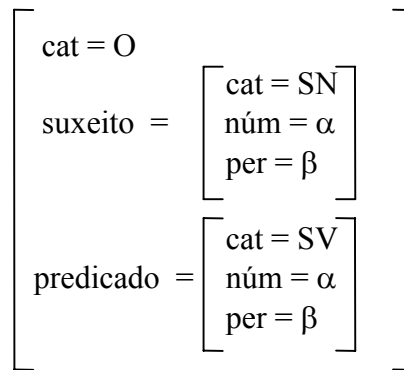 cat = O
cat = SN
suxeito = núm = α
per = β
cat = SV
predicado = núm = α
per = β